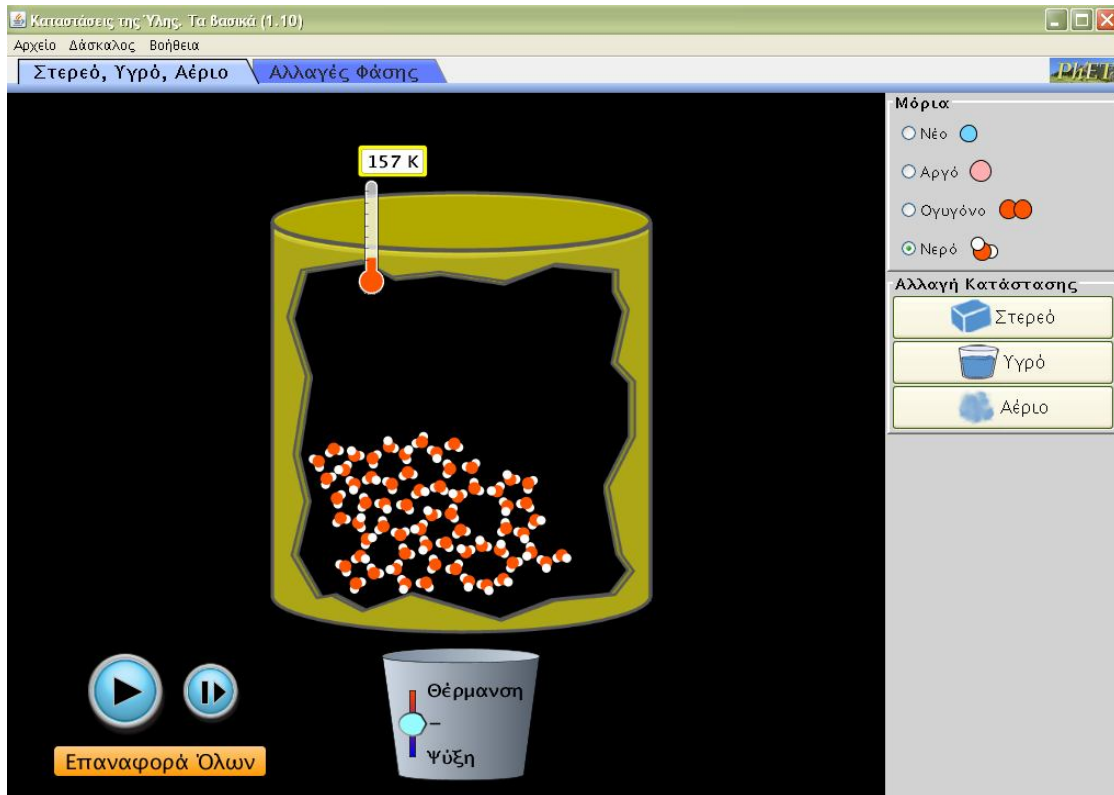 Καταστάσεις της Ύλης. Τα Βασικά (1.10)
Αρχείο Δάσκαλος Βοήθεια
Στερεό, Υγρό, Αέριο Αλλαγές Φάσης
PhET
157 K
Μόρια
Νέο
Αργό
Ογυγόνο
Νερό
Αλλαγή Κατάστασης
Στερεό
Υγρό
Αέριο
Θέρμανση
Ψύξη
Επαναφορά Όλων